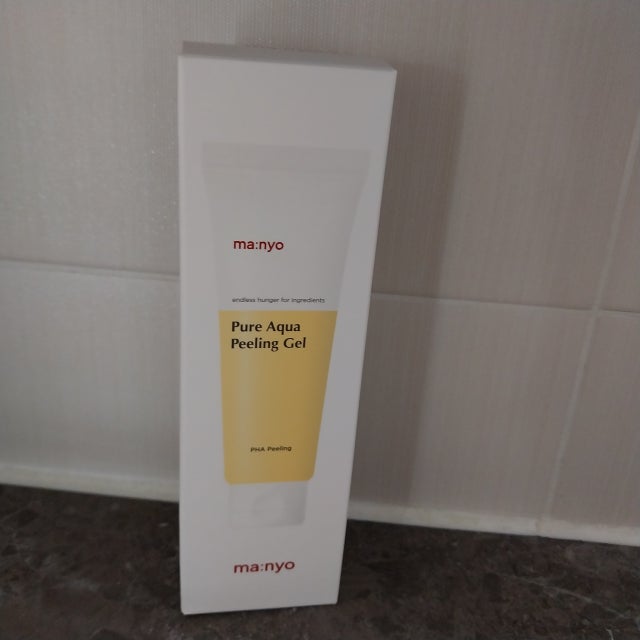 ma:nyo
endless hunger for ingredients
Pure Aqua
Peeling Gel
PHA Peeling
ma:nyo